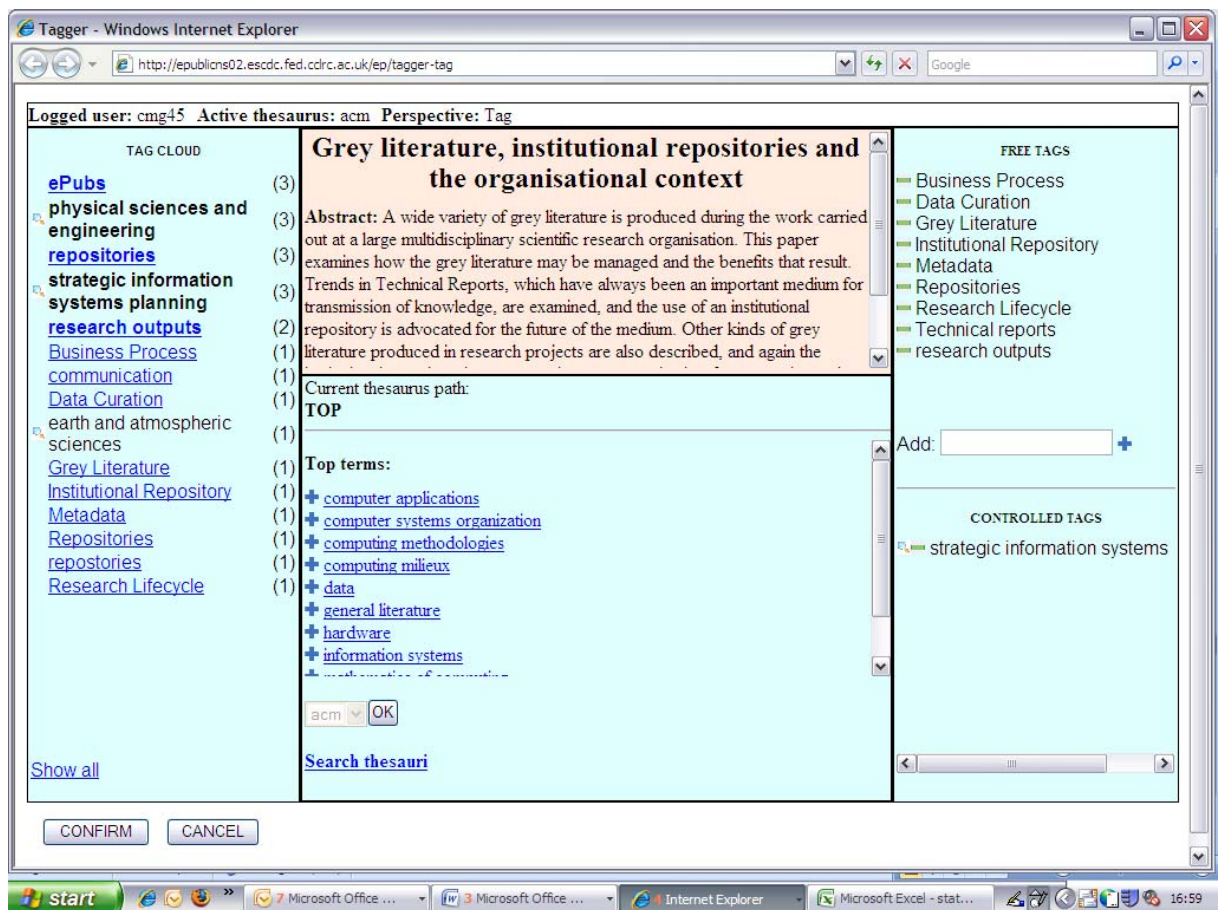 Tagger - Windows Internet Explorer
http://epublicns02.escdc.fed.cclrc.ac.uk/ep/tagger-tag
Google
Logged user: cmg45 Active thesaurus: acm Perspective: Tag
TAG CLOUD
ePubs (3)
physical sciences and
engineering (3)
repositories (3)
strategic information
systems planning (3)
research outputs (2)
Business Process (1)
communication (1)
Data Curation (1)
earth and atmospheric
sciences (1)
Grey Literature (1)
Institutional Repository (1)
Metadata (1)
Repositories (1)
repostories (1)
Research Lifecycle (1)
Show all
Grey literature, institutional repositories and
the organisational context
Abstract: A wide variety of grey literature is produced during the work carried
out at a large multidisciplinary scientific research organisation. This paper
examines how the grey literature may be managed and the benefits that result.
Trends in Technical Reports, which have always been an important medium for
transmission of knowledge, are examined, and the use of an institutional
repository is advocated for the future of the medium. Other kinds of grey
literature produced in research projects are also described, and again the
Current thesaurus path:
TOP
Top terms:
computer applications
computer systems organization
computing methodologies
computing milieux
data
general literature
hardware
information systems
mathematics of computing
acm OK
Search thesauri
FREE TAGS
Business Process
Data Curation
Grey Literature
Institutional Repository
Metadata
Repositories
Research Lifecycle
Technical reports
research outputs
Add:
CONTROLLED TAGS
strategic information systems
CONFIRM CANCEL
start
7 Microsoft Office ...
3 Microsoft Office ...
4 Internet Explorer
Microsoft Excel - stat...
16:59